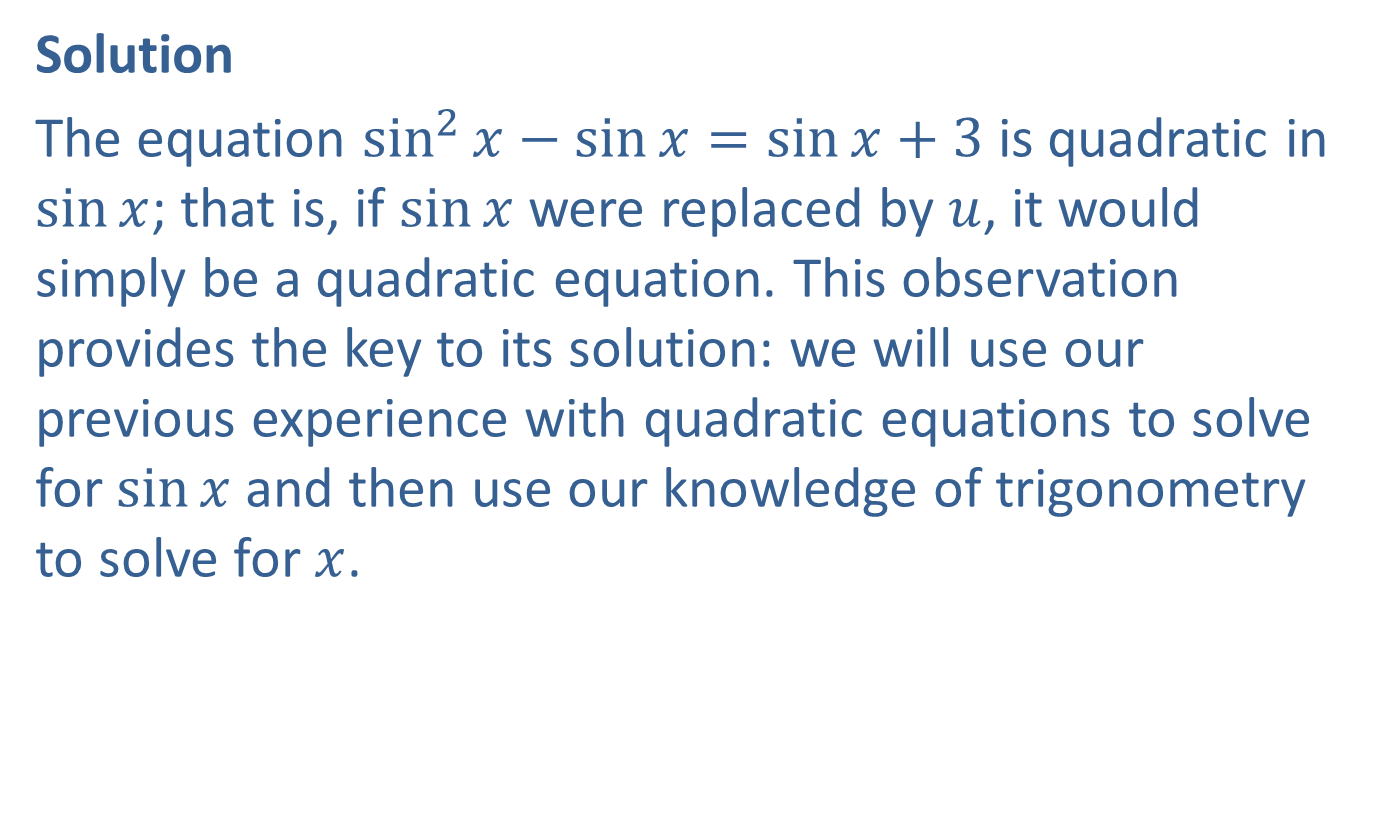 Solution
The equation sin² x − sin x = sin x + 3 is quadratic in
sin x; that is, if sin x were replaced by u, it would
simply be a quadratic equation. This observation
provides the key to its solution: we will use our
previous experience with quadratic equations to solve
for sin x and then use our knowledge of trigonometry
to solve for x.